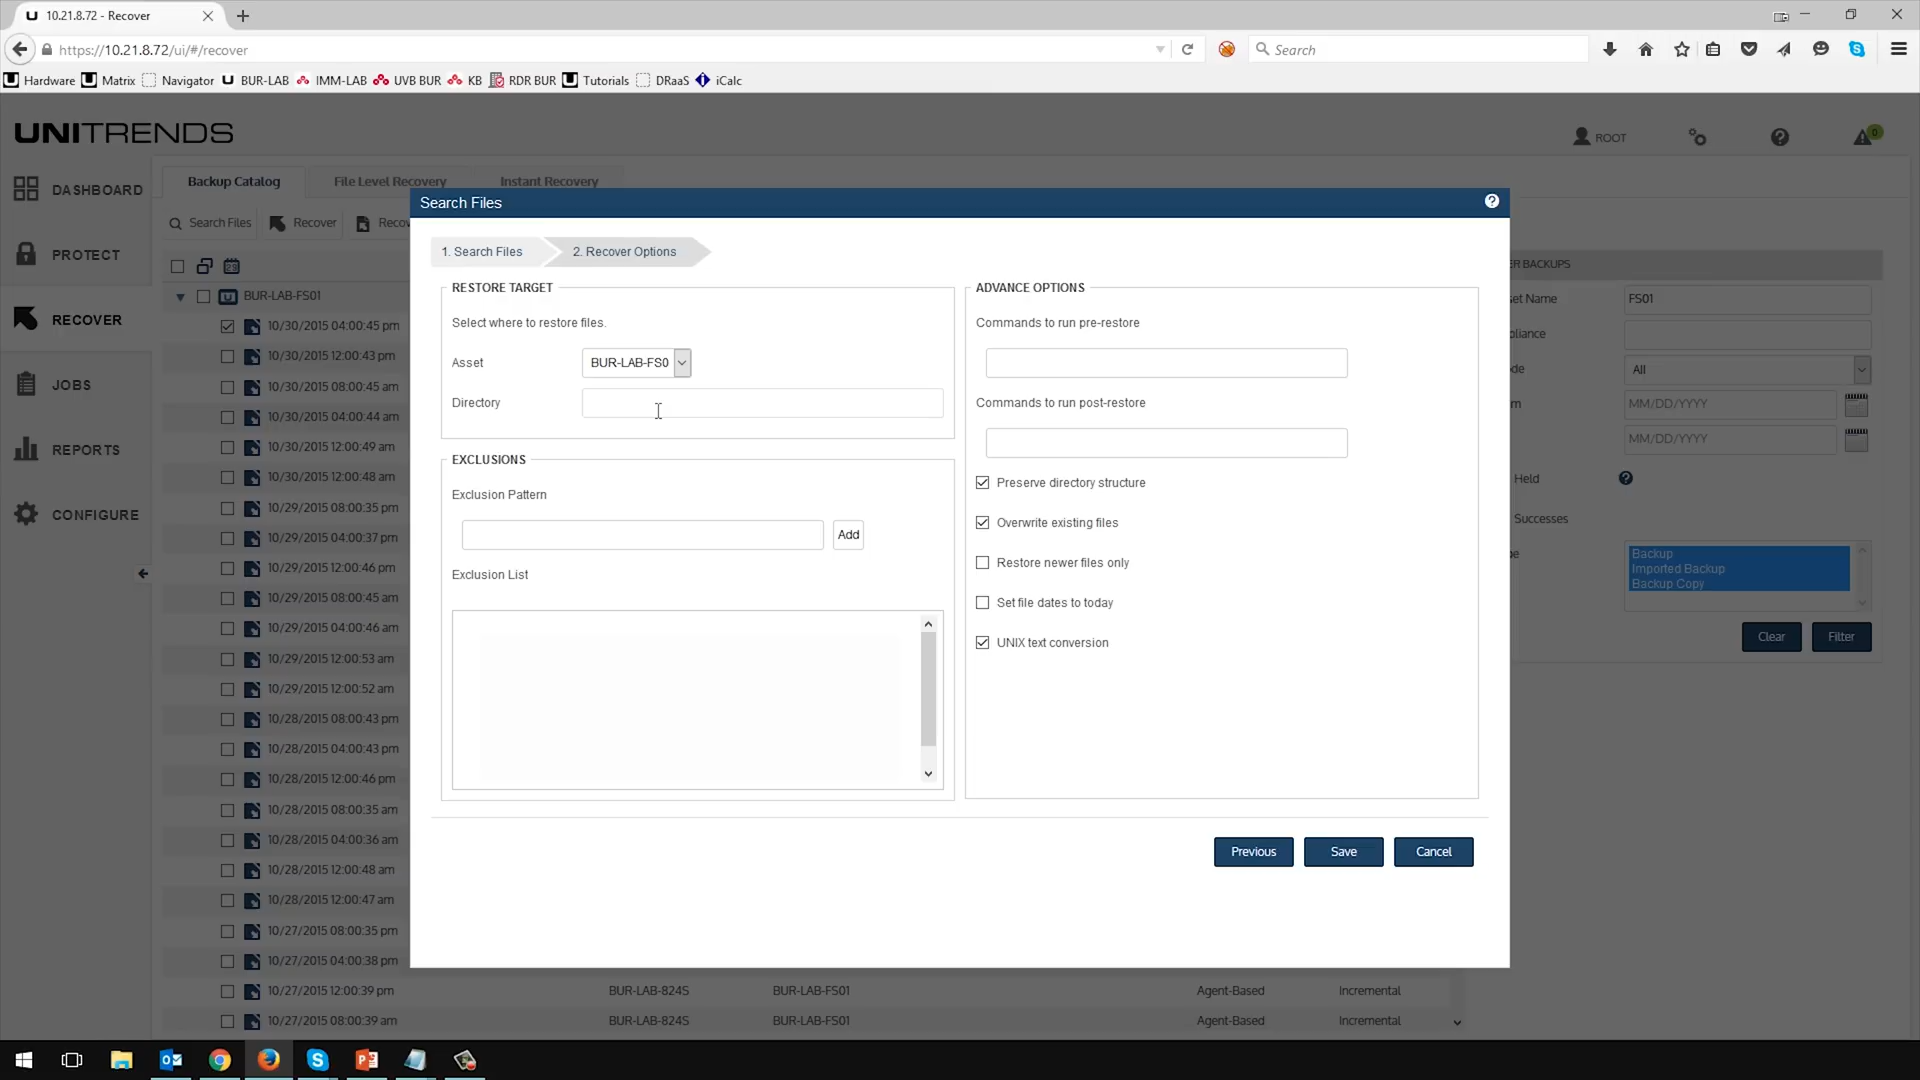 10.21.8.72 - Recover
https://10.21.8.72/ui/#/recover
Search
Hardware
Matrix
Navigator
BUR-LAB
IMM-LAB
UVB BUR
KB
RDR BUR
Tutorials
DRaaS
iCalc
UNITRENDS
ROOT
0
DASHBOARD
PROTECT
RECOVER
JOBS
REPORTS
CONFIGURE
Backup Catalog
File Level Recovery
Instant Recovery
Search Files
Recover
Recov
BUR-LAB-FS01
10/30/2015 04:00:45 pm
10/30/2015 12:00:43 pm
10/30/2015 08:00:45 am
10/30/2015 04:00:44 am
10/30/2015 12:00:49 am
10/30/2015 12:00:48 am
10/29/2015 08:00:35 pm
10/29/2015 04:00:37 pm
10/29/2015 12:00:46 pm
10/29/2015 08:00:45 am
10/29/2015 04:00:46 am
10/29/2015 12:00:53 am
10/29/2015 12:00:52 am
10/28/2015 08:00:43 pm
10/28/2015 04:00:43 pm
10/28/2015 12:00:46 pm
10/28/2015 08:00:35 am
10/28/2015 04:00:36 am
10/28/2015 12:00:48 am
10/28/2015 12:00:47 am
10/27/2015 08:00:35 pm
10/27/2015 04:00:38 pm
10/27/2015 12:00:39 pm BUR-LAB-824S BUR-LAB-FS01 Agent-Based Incremental
10/27/2015 08:00:39 am BUR-LAB-824S BUR-LAB-FS01 Agent-Based Incremental
Search Files
1. Search Files
2. Recover Options
RESTORE TARGET
Select where to restore files.
Asset BUR-LAB-FS0
Directory
EXCLUSIONS
Exclusion Pattern
Add
Exclusion List
ADVANCE OPTIONS
Commands to run pre-restore
Commands to run post-restore
Preserve directory structure
Overwrite existing files
Restore newer files only
Set file dates to today
UNIX text conversion
Previous
Save
Cancel
ER BACKUPS
set Name FS01
pliance
ode All
m MM/DD/YYYY
MM/DD/YYYY
Held
Successes
pe Backup
Imported Backup
Backup Copy
Clear
Filter